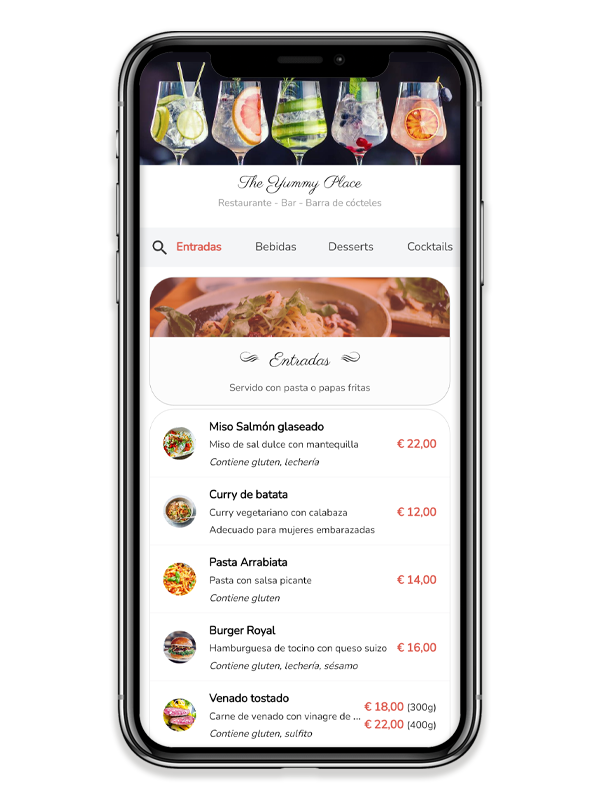 The Yummy Place
Restaurante - Bar - Barra de cócteles
Entradas Bebidas Desserts Cocktails
Entradas
Servido con pasta o papas fritas
Miso Salmón glaseado
Miso de sal dulce con mantequilla € 22,00
Contiene gluten, lechería
Curry de batata
Curry vegetariano con calabaza € 12,00
Adecuado para mujeres embarazadas
Pasta Arrabiata
Pasta con salsa picante € 14,00
Contiene gluten
Burger Royal
Hamburguesa de tocino con queso suizo € 16,00
Contiene gluten, lechería, sésamo
Venado tostado
€ 18,00 (300g)
Carne de venado con vinagre de ...
€ 22,00 (400g)
Contiene gluten, sulfito